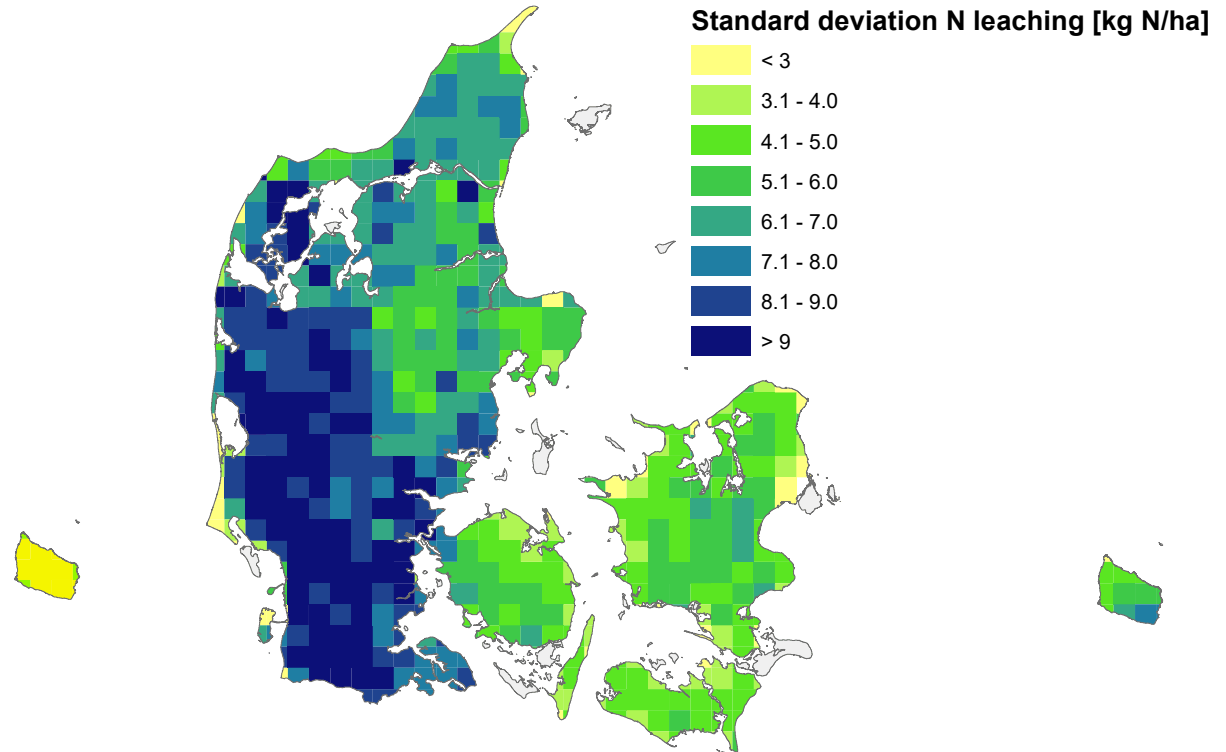 Standard deviation N leaching [kg N/ha]
< 3
3.1 - 4.0
4.1 - 5.0
5.1 - 6.0
6.1 - 7.0
7.1 - 8.0
8.1 - 9.0
> 9